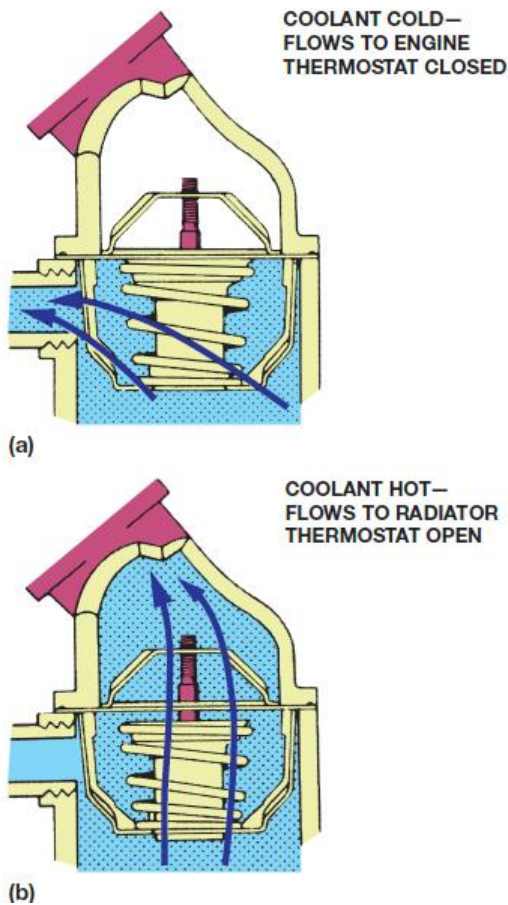 COOLANT COLD—
FLOWS TO ENGINE
THERMOSTAT CLOSED
(a)
COOLANT HOT—
FLOWS TO RADIATOR
THERMOSTAT OPEN
(b)